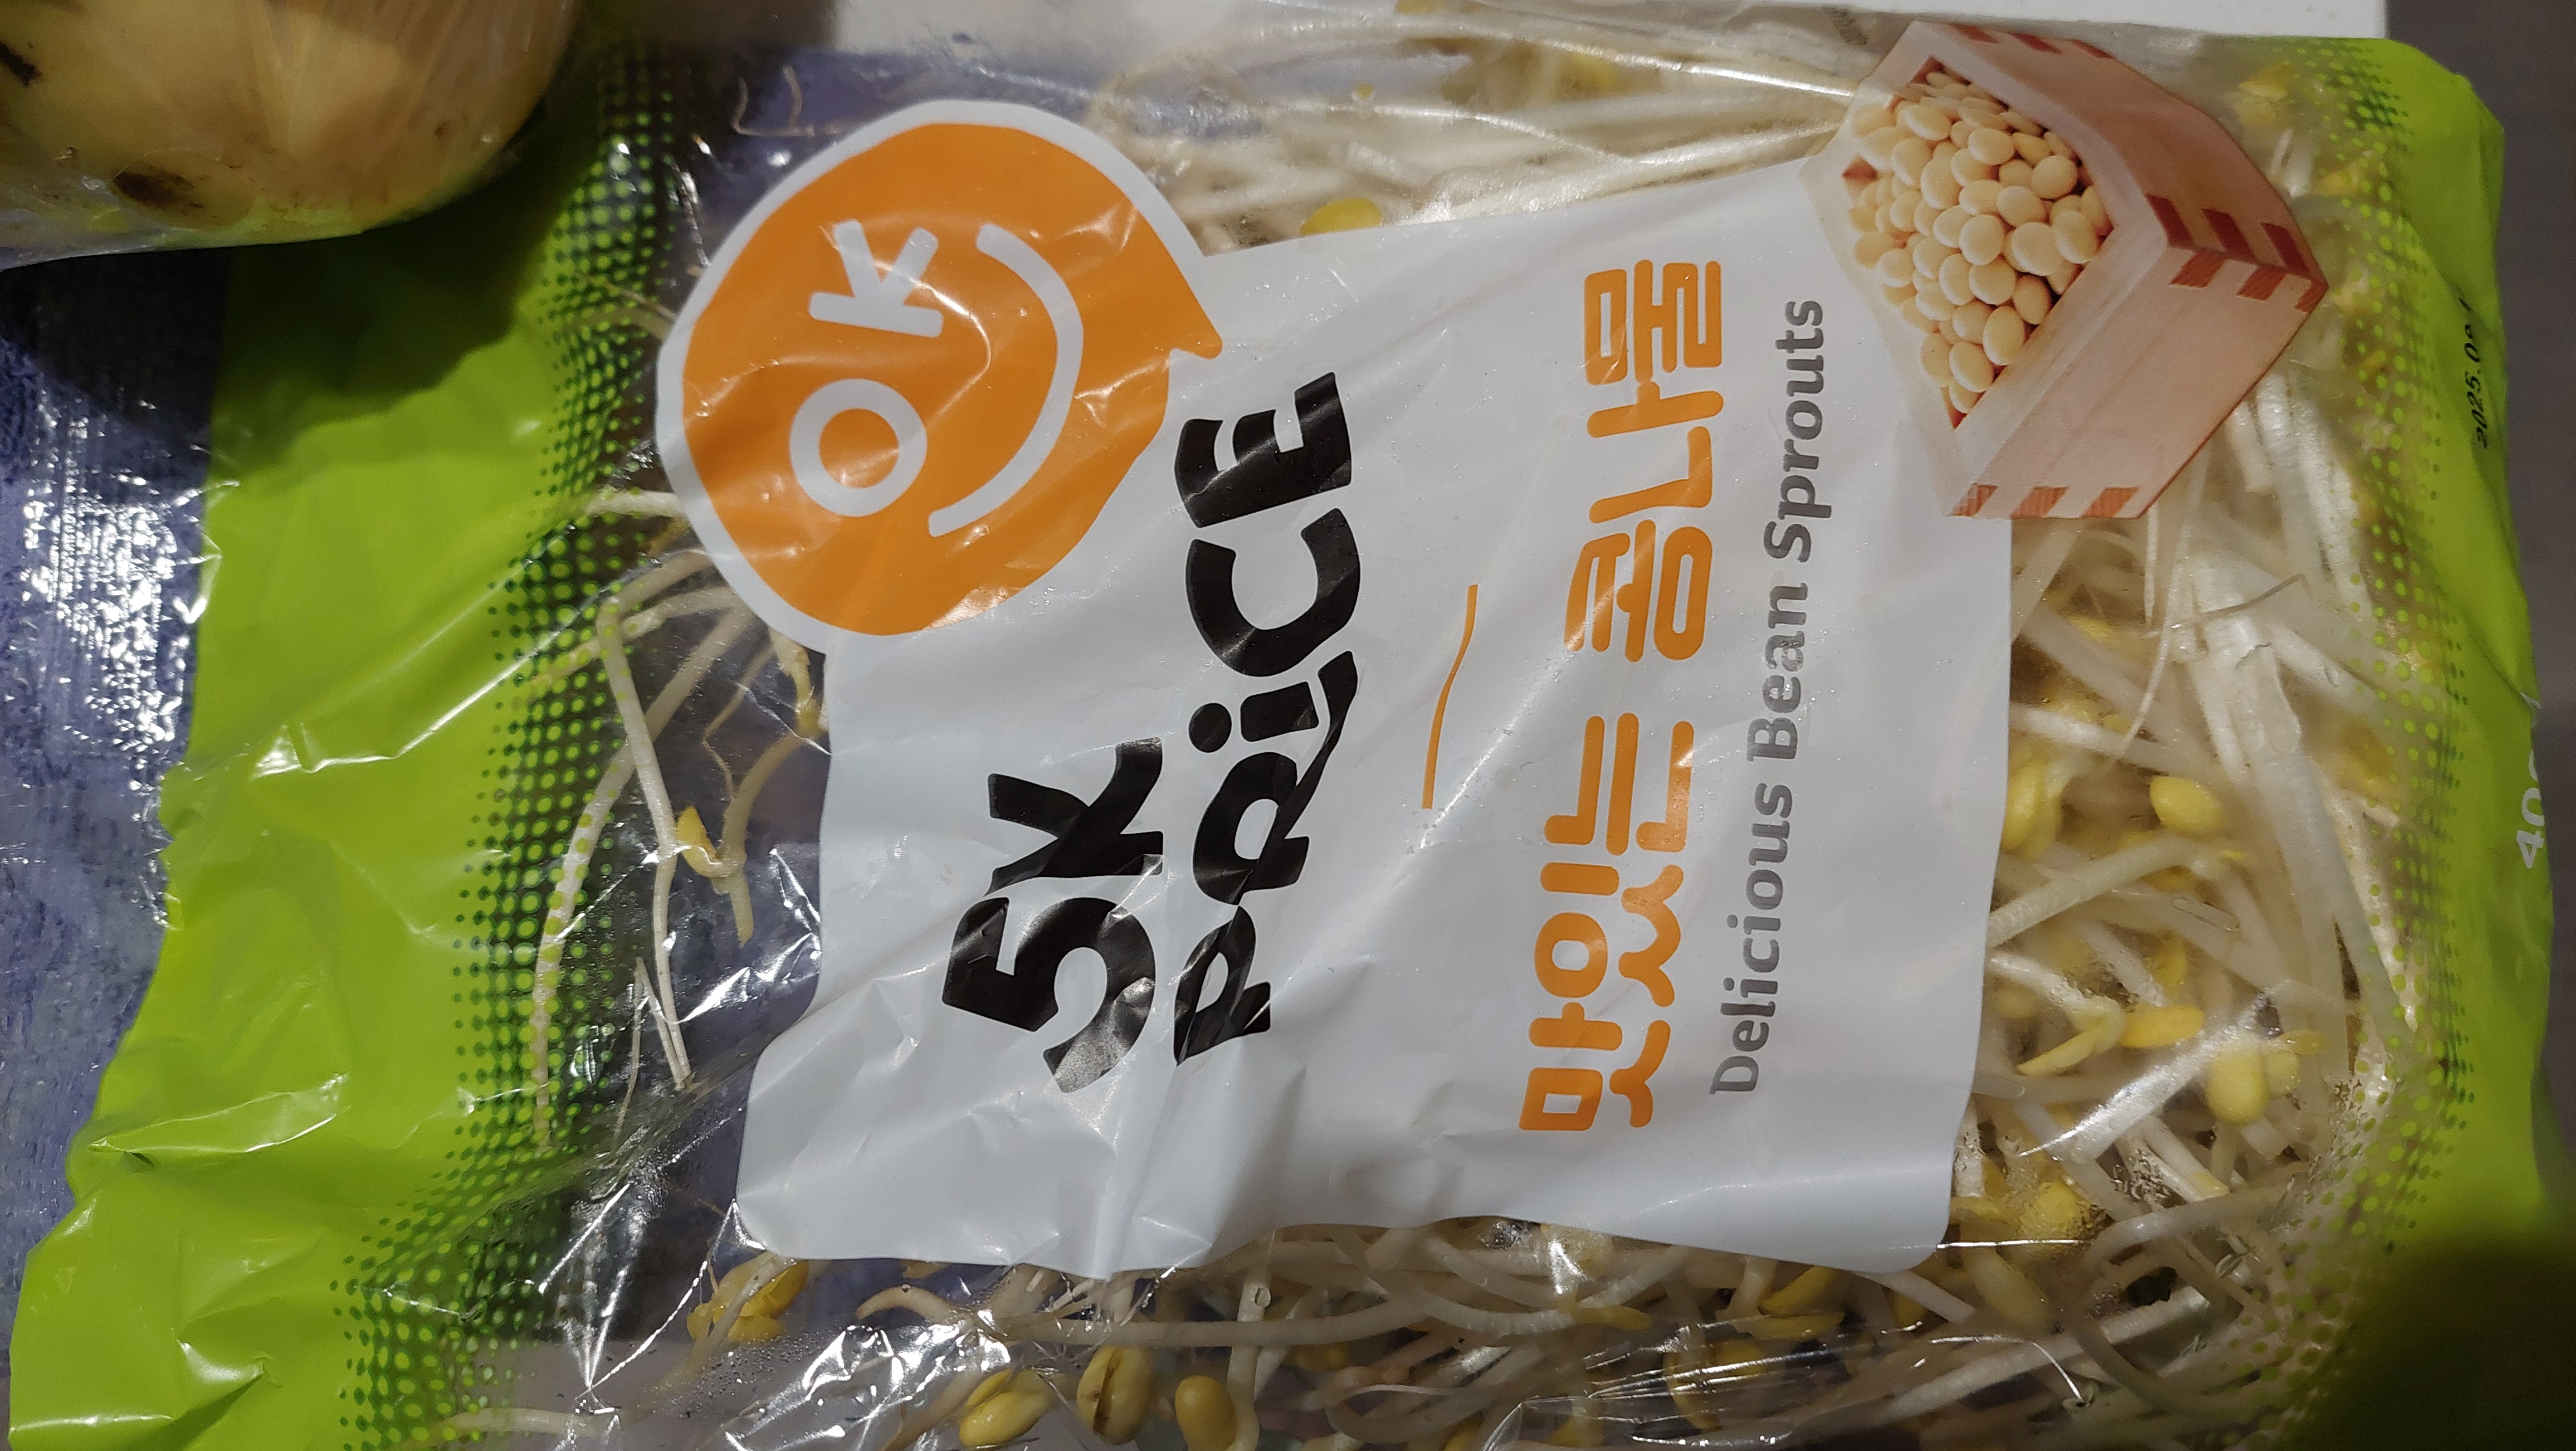 OK
5K
PRiCE
맛있는 콩나물
Delicious Bean Sprouts